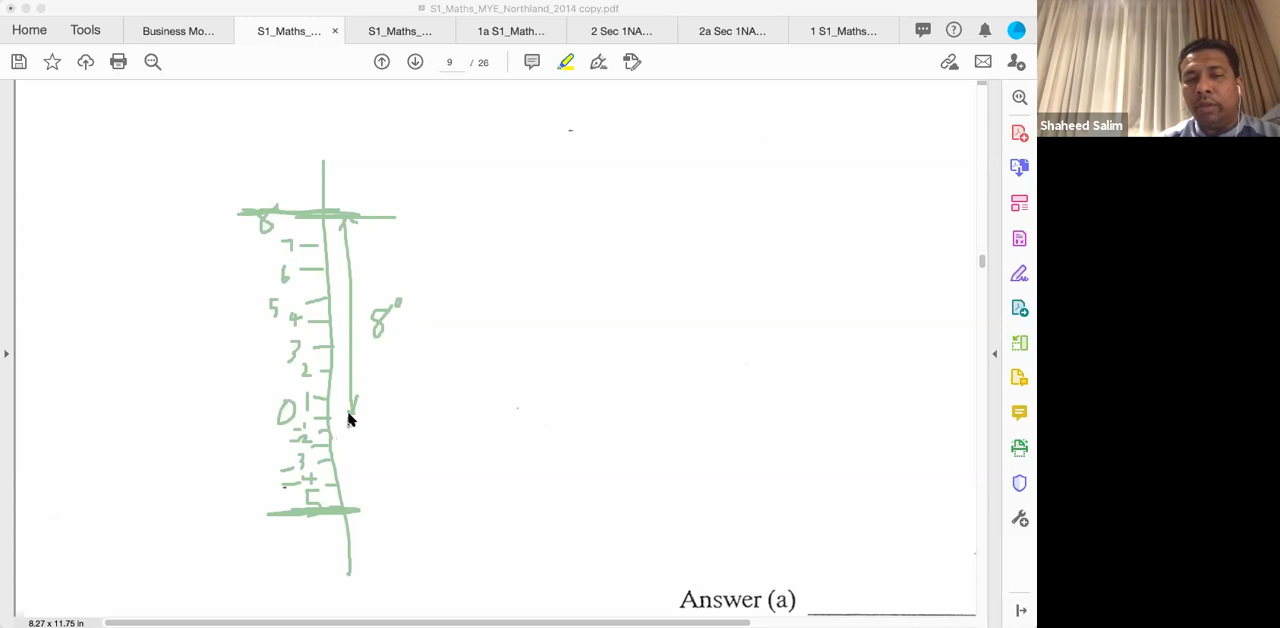 S1_Maths_MYE_Northland_2014 copy.pdf
Home Tools Business Mo... S1_Maths_... × S1_Maths_... 1a S1_Math... 2 Sec 1NA... 2a Sec 1NA... 1 S1_Maths...
9 / 26
Shaheed Salim
8
7
6
5
4
3
2
1
0
-1
-2
-3
-4
5
8°
Answer (a)
8.27 x 11.75 in